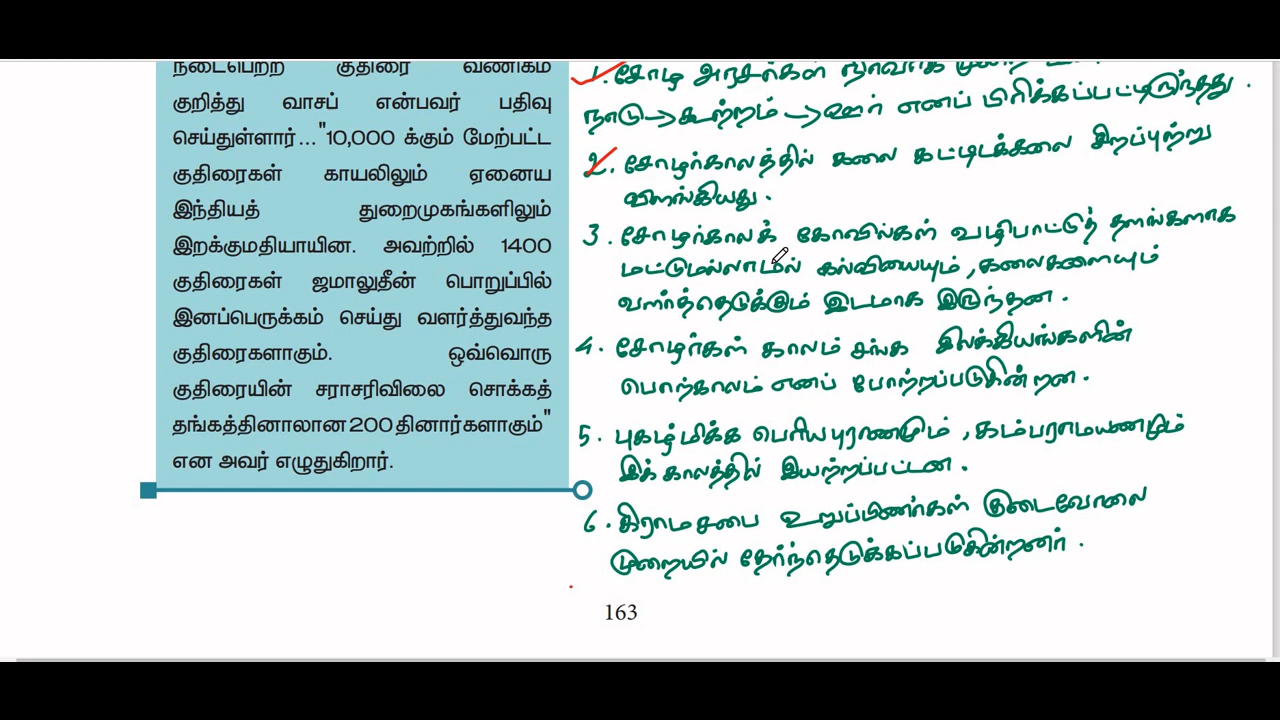 நடைபெற்ற குதிரை வணிகம்
குறித்து வாசப் என்பவர் பதிவு
செய்துள்ளார்... "10,000 க்கும் மேற்பட்ட
குதிரைகள் காயலிலும் ஏனைய
இந்தியத் துறைமுகங்களிலும்
இறக்குமதியாயின. அவற்றில் 1400
குதிரைகள் ஜமாலுதீன் பொறுப்பில்
இனப்பெருக்கம் செய்து வளர்த்துவந்த
குதிரைகளாகும். ஒவ்வொரு
குதிரையின் சராசரிவிலை சொக்கத்
தங்கத்தினாலான 200 தினார்களாகும்"
என அவர் எழுதுகிறார்.
1. சோழ அரசர்கள்
நாடு → கூற்றம் → ஊர் எனப் பிரிக்கப்பட்டிருந்தது.
2. சோழர்காலத்தில் கலை கட்டிடக்கலை சிறப்புற்று
விளங்கியது.
3. சோழர்காலக் கோவில்கள் வழிபாட்டுத் தளங்களாக
மட்டுமல்லாமல் கல்வியையும், கலைகளையும்
வளர்த்தெடுக்கும் இடமாக இருந்தன.
4. சோழர்கள் காலம் சங்க இலக்கியங்களின்
பொற்காலம் எனப் போற்றப்படுகின்றன.
5. புகழ்மிக்க பெரியபுராணமும், கம்பராமயணமும்
இக் காலத்தில் இயற்றப்பட்டன.
6. கிராமசபை உறுப்பினர்கள் குடைவோலை
முறையில் தேர்ந்தெடுக்கப்படுகின்றனர்.
163